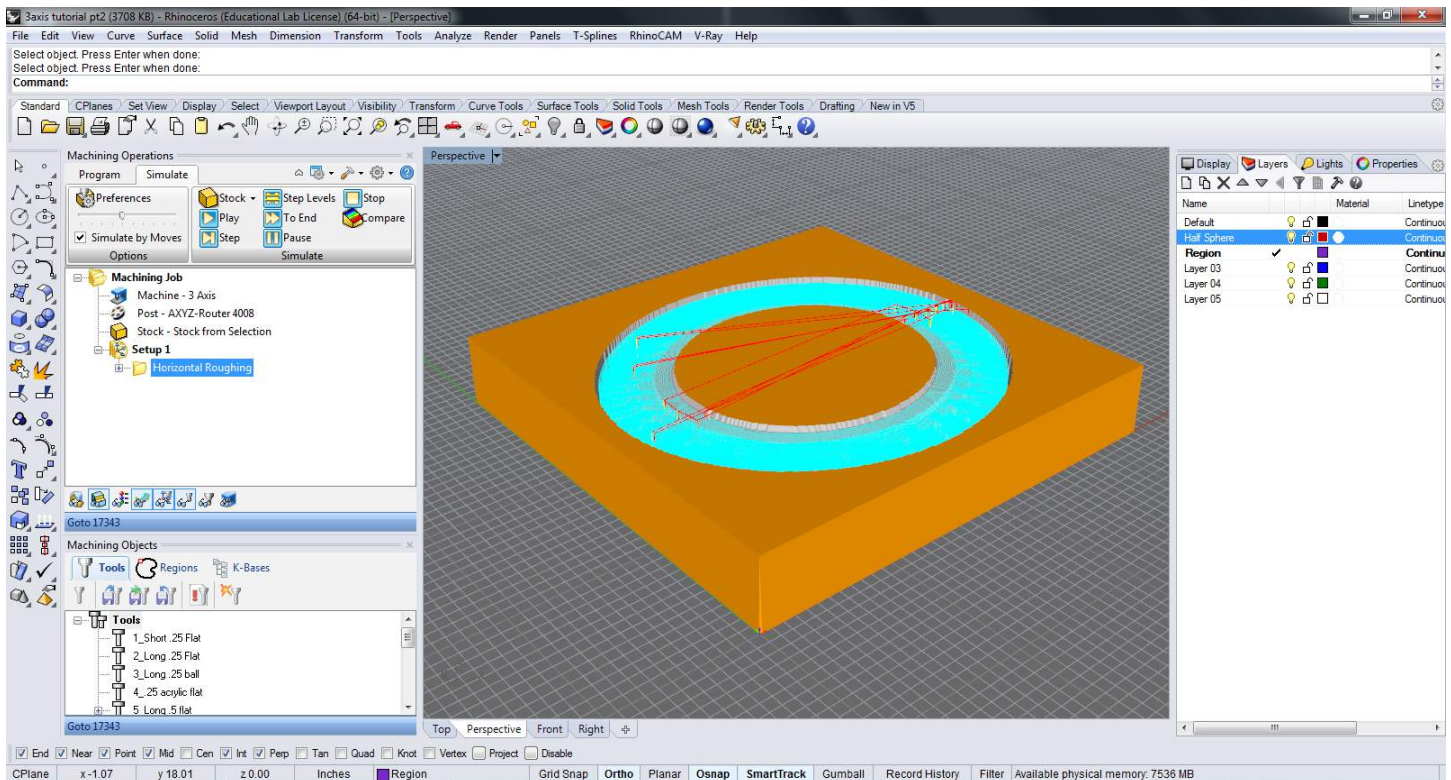 3axis tutorial pt2 (3708 KB) - Rhinoceros (Educational Lab License) (64-bit) - [Perspective]
File Edit View Curve Surface Solid Mesh Dimension Transform Tools Analyze Render Panels T-Splines RhinoCAM V-Ray Help
Select object. Press Enter when done:
Select object. Press Enter when done:
Command:
Standard CPlanes Set View Display Select Viewport Layout Visibility Transform Curve Tools Surface Tools Solid Tools Mesh Tools Render Tools Drafting New in V5
Machining Operations
Program Simulate
Preferences
Simulate by Moves
Options
Stock Step Levels Stop
Play To End Compare
Step Pause
Simulate
Machining Job
Machine - 3 Axis
Post - AXYZ-Router 4008
Stock - Stock from Selection
Setup 1
Horizontal Roughing
Goto 17343
Machining Objects
Tools Regions K-Bases
Tools
1_Short .25 Flat
2_Long .25 Flat
3_Long .25 ball
4_.25 acrylic flat
5 Long .5 flat
Goto 17343
Perspective
Top Perspective Front Right
Display Layers Lights Properties
Name Material Linetype
Default Continuou
Half Sphere Continuou
Region Continu
Layer 03 Continuou
Layer 04 Continuou
Layer 05 Continuou
End Near Point Mid Cen Int Perp Tan Quad Knot Vertex Project Disable
CPlane x -1.07 y 18.01 z 0.00 Inches Region Grid Snap Ortho Planar Osnap SmartTrack Gumball Record History Filter Available physical memory: 7536 MB